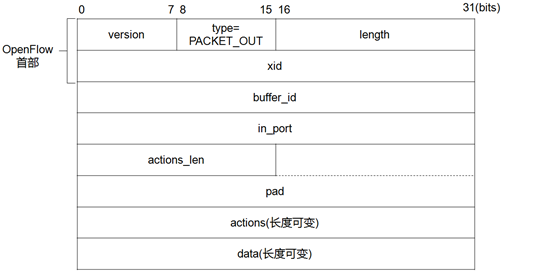 0 7 8 15 16 31(bits)
OpenFlow
首部
version
type=
PACKET_OUT
length
xid
buffer_id
in_port
actions_len
pad
actions(长度可变)
data(长度可变)